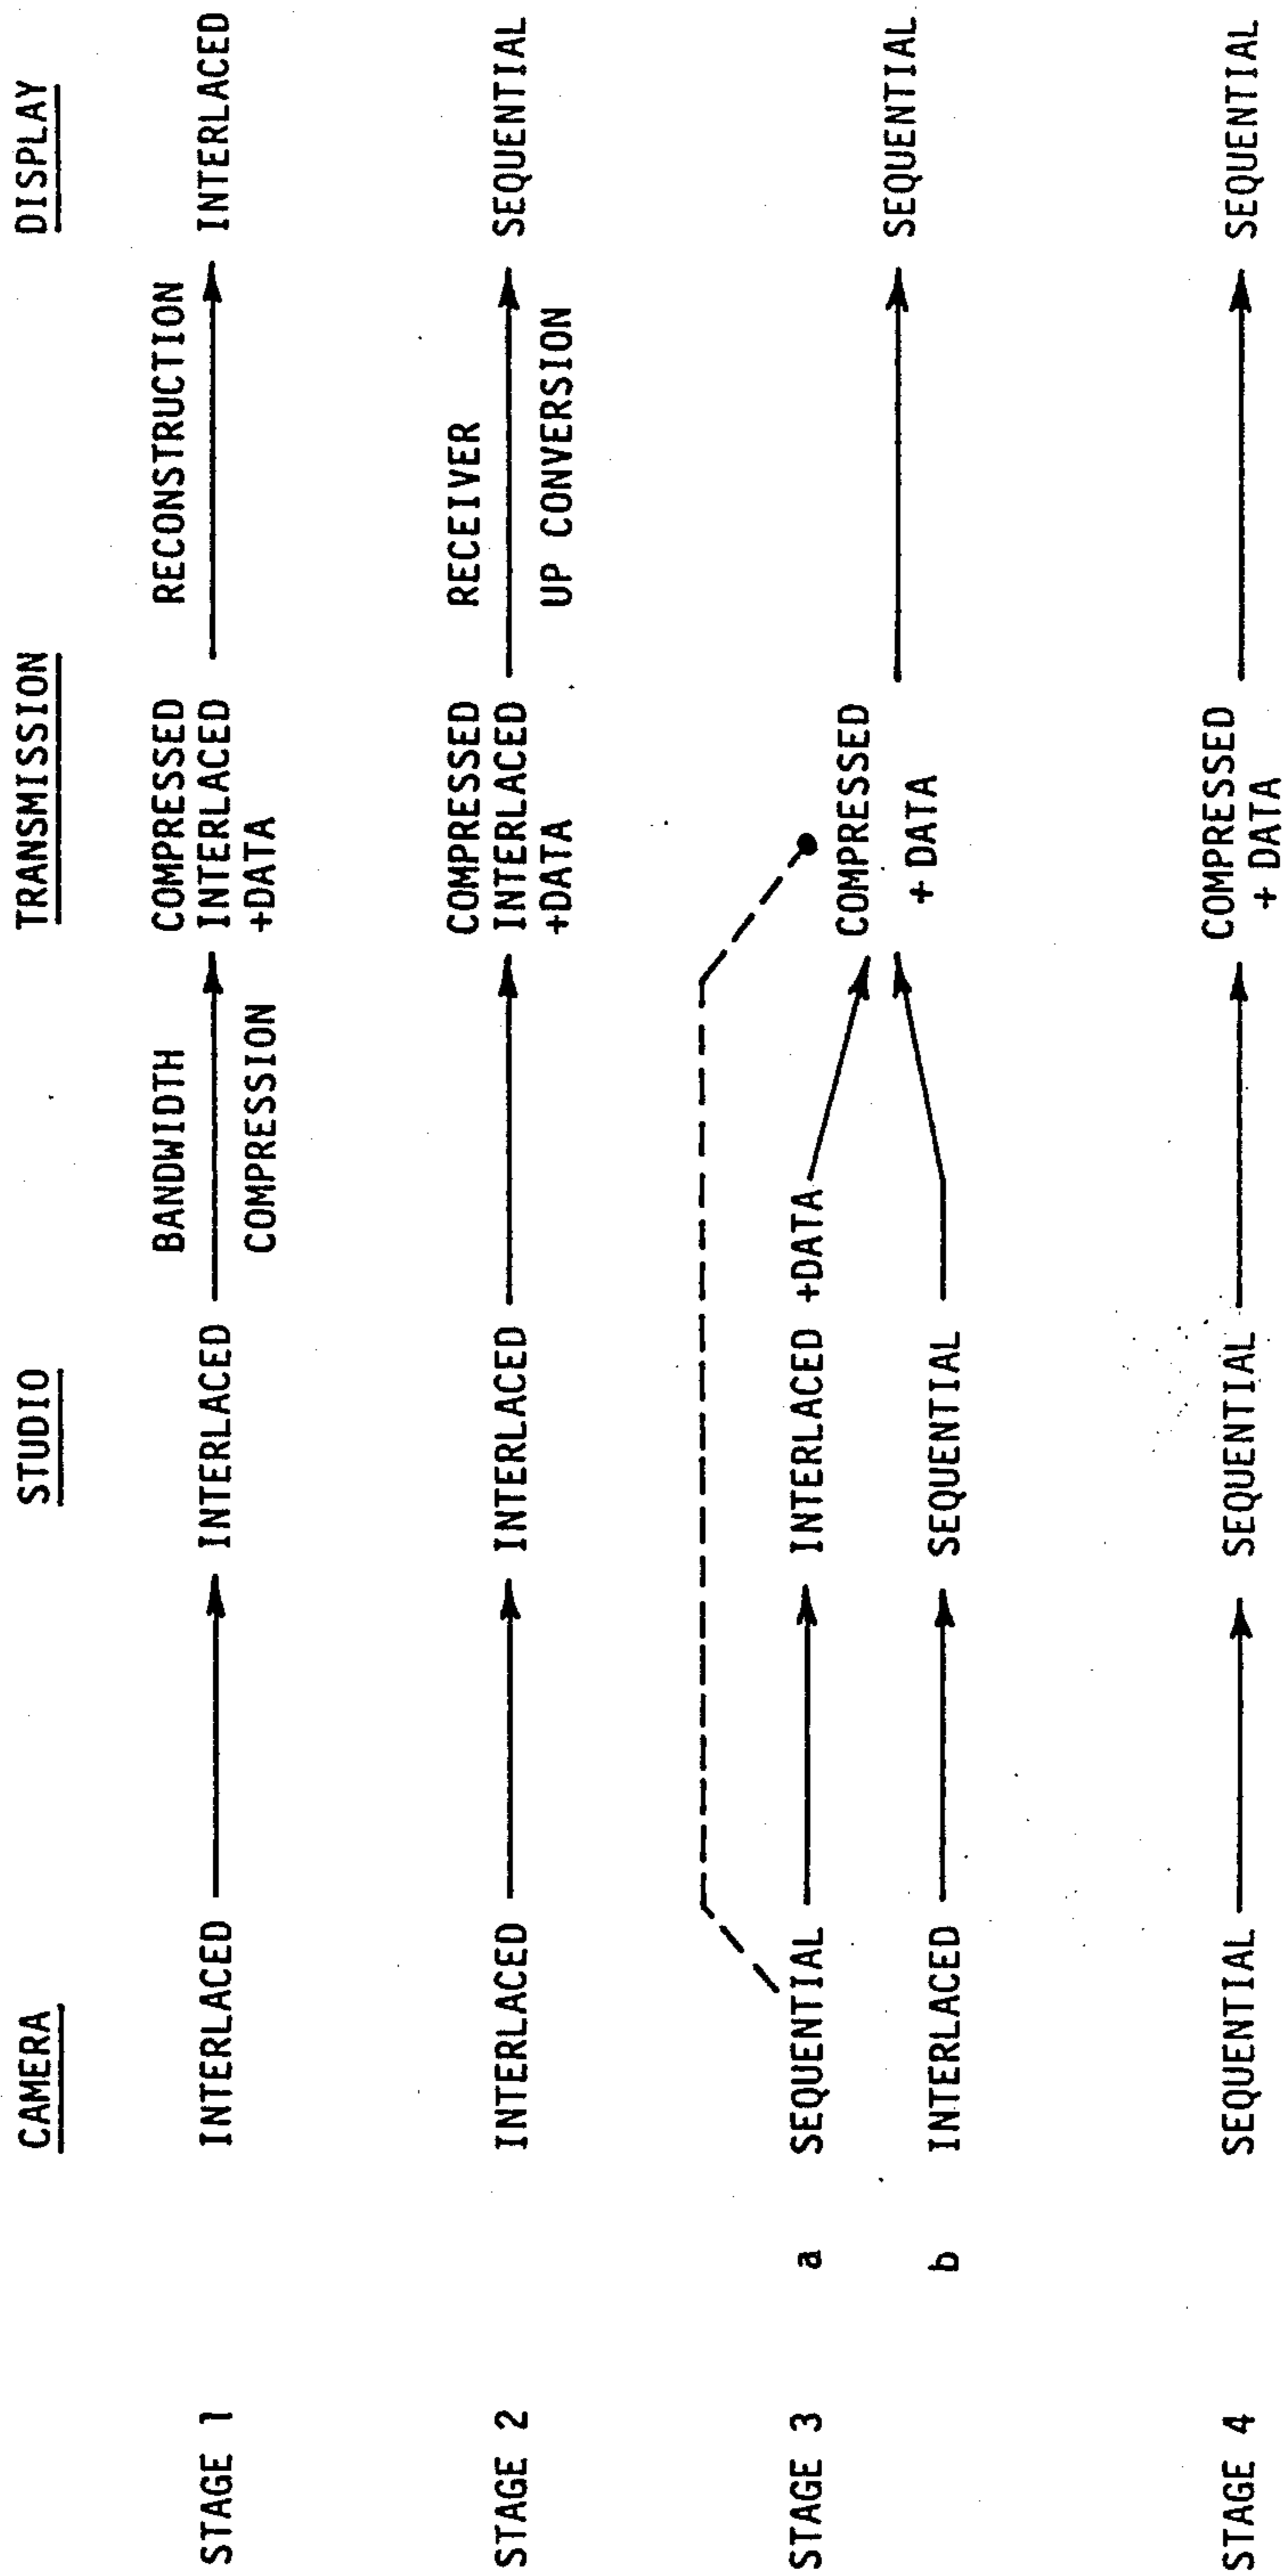 CAMERA STUDIO TRANSMISSION DISPLAY
BANDWIDTH COMPRESSED RECONSTRUCTION
STAGE 1 INTERLACED INTERLACED INTERLACED INTERLACED
COMPRESSION +DATA
COMPRESSED RECEIVER
STAGE 2 INTERLACED INTERLACED INTERLACED SEQUENTIAL
+DATA UP CONVERSION
STAGE 3 a SEQUENTIAL INTERLACED +DATA
COMPRESSED
SEQUENTIAL
+ DATA
b INTERLACED SEQUENTIAL
COMPRESSED
STAGE 4 SEQUENTIAL SEQUENTIAL SEQUENTIAL
+ DATA